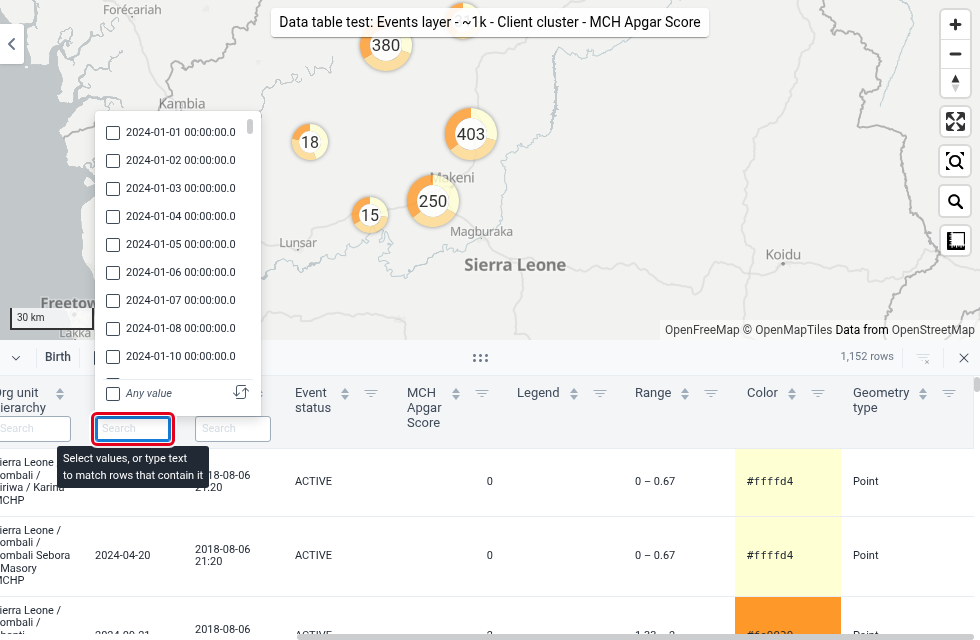 Forécariah
Data table test: Events layer - ~1k - Client cluster - MCH Apgar Score
380
Kambia
18
403
Makeni
250
15
Magburaka
Lunsar
Sierra Leone
Koidu
Freetow
30 km
Lakka
OpenFreeMap © OpenMapTiles Data from OpenStreetMap
2024-01-01 00:00:00.0
2024-01-02 00:00:00.0
2024-01-03 00:00:00.0
2024-01-04 00:00:00.0
2024-01-05 00:00:00.0
2024-01-06 00:00:00.0
2024-01-07 00:00:00.0
2024-01-08 00:00:00.0
2024-01-10 00:00:00.0
Any value
Birth
1,152 rows
rg unit
ierarchy
Event
status
MCH
Apgar
Score
Legend
Range
Color
Geometry
type
Search
Search
Search
Select values, or type text
to match rows that contain it
ierra Leone
ombali /
iriwa / Karina
MCHP
18-08-06
21:20
ACTIVE
0
0 – 0.67
#ffffd4
Point
ierra Leone /
ombali /
ombali Sebora
Masory
MCHP
2024-04-20
2018-08-06
21:20
ACTIVE
0
0 – 0.67
#ffffd4
Point
ierra Leone /
ombali /
2018-08-06